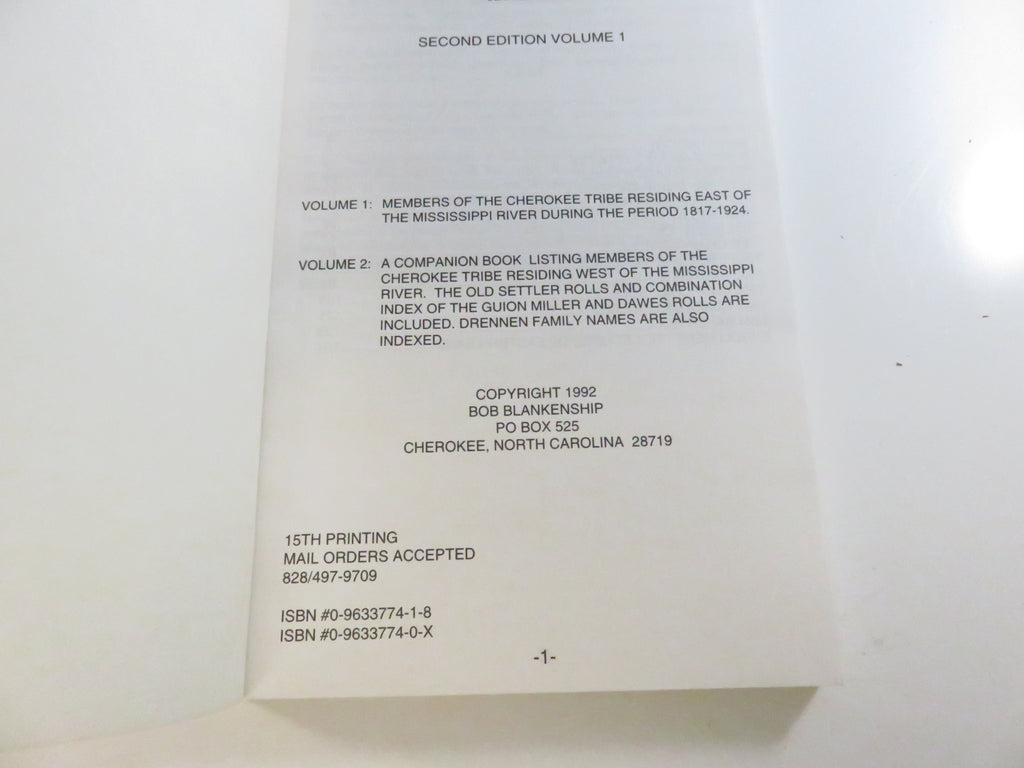 SECOND EDITION VOLUME 1
VOLUME 1: MEMBERS OF THE CHEROKEE TRIBE RESIDING EAST OF
THE MISSISSIPPI RIVER DURING THE PERIOD 1817-1924.
VOLUME 2: A COMPANION BOOK LISTING MEMBERS OF THE
CHEROKEE TRIBE RESIDING WEST OF THE MISSISSIPPI
RIVER. THE OLD SETTLER ROLLS AND COMBINATION
INDEX OF THE GUION MILLER AND DAWES ROLLS ARE
INCLUDED. DRENNEN FAMILY NAMES ARE ALSO
INDEXED.
COPYRIGHT 1992
BOB BLANKENSHIP
PO BOX 525
CHEROKEE, NORTH CAROLINA 28719
15TH PRINTING
MAIL ORDERS ACCEPTED
828/497-9709
ISBN #0-9633774-1-8
ISBN #0-9633774-0-X
-1-